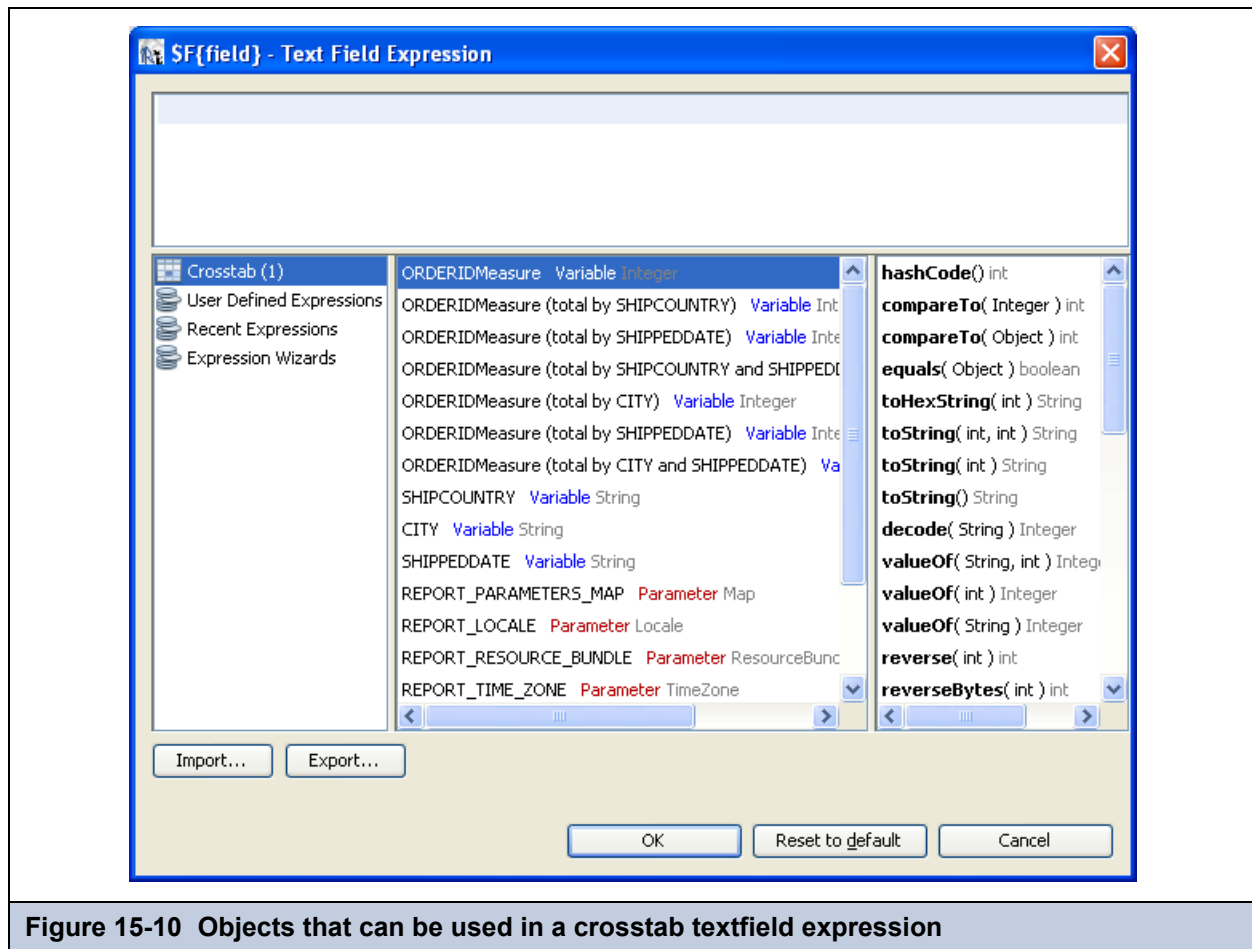 $F{field} - Text Field Expression
Crosstab (1)
User Defined Expressions
Recent Expressions
Expression Wizards
ORDERIDMeasure Variable Integer
ORDERIDMeasure (total by SHIPCOUNTRY) Variable Int
ORDERIDMeasure (total by SHIPPEDDATE) Variable Inte
ORDERIDMeasure (total by SHIPCOUNTRY and SHIPPED
ORDERIDMeasure (total by CITY) Variable Integer
ORDERIDMeasure (total by SHIPPEDDATE) Variable Inte
ORDERIDMeasure (total by CITY and SHIPPEDDATE) Va
SHIPCOUNTRY Variable String
CITY Variable String
SHIPPEDDATE Variable String
REPORT_PARAMETERS_MAP Parameter Map
REPORT_LOCALE Parameter Locale
REPORT_RESOURCE_BUNDLE Parameter ResourceBunc
REPORT_TIME_ZONE Parameter TimeZone
hashCode() int
compareTo( Integer ) int
compareTo( Object ) int
equals( Object ) boolean
toHexString( int ) String
toString( int, int ) String
toString( int ) String
toString() String
decode( String ) Integer
valueOf( String, int ) Intege
valueOf( int ) Integer
valueOf( String ) Integer
reverse( int ) int
reverseBytes( int ) int
Import... Export...
OK Reset to default Cancel
Figure 15-10 Objects that can be used in a crosstab textfield expression